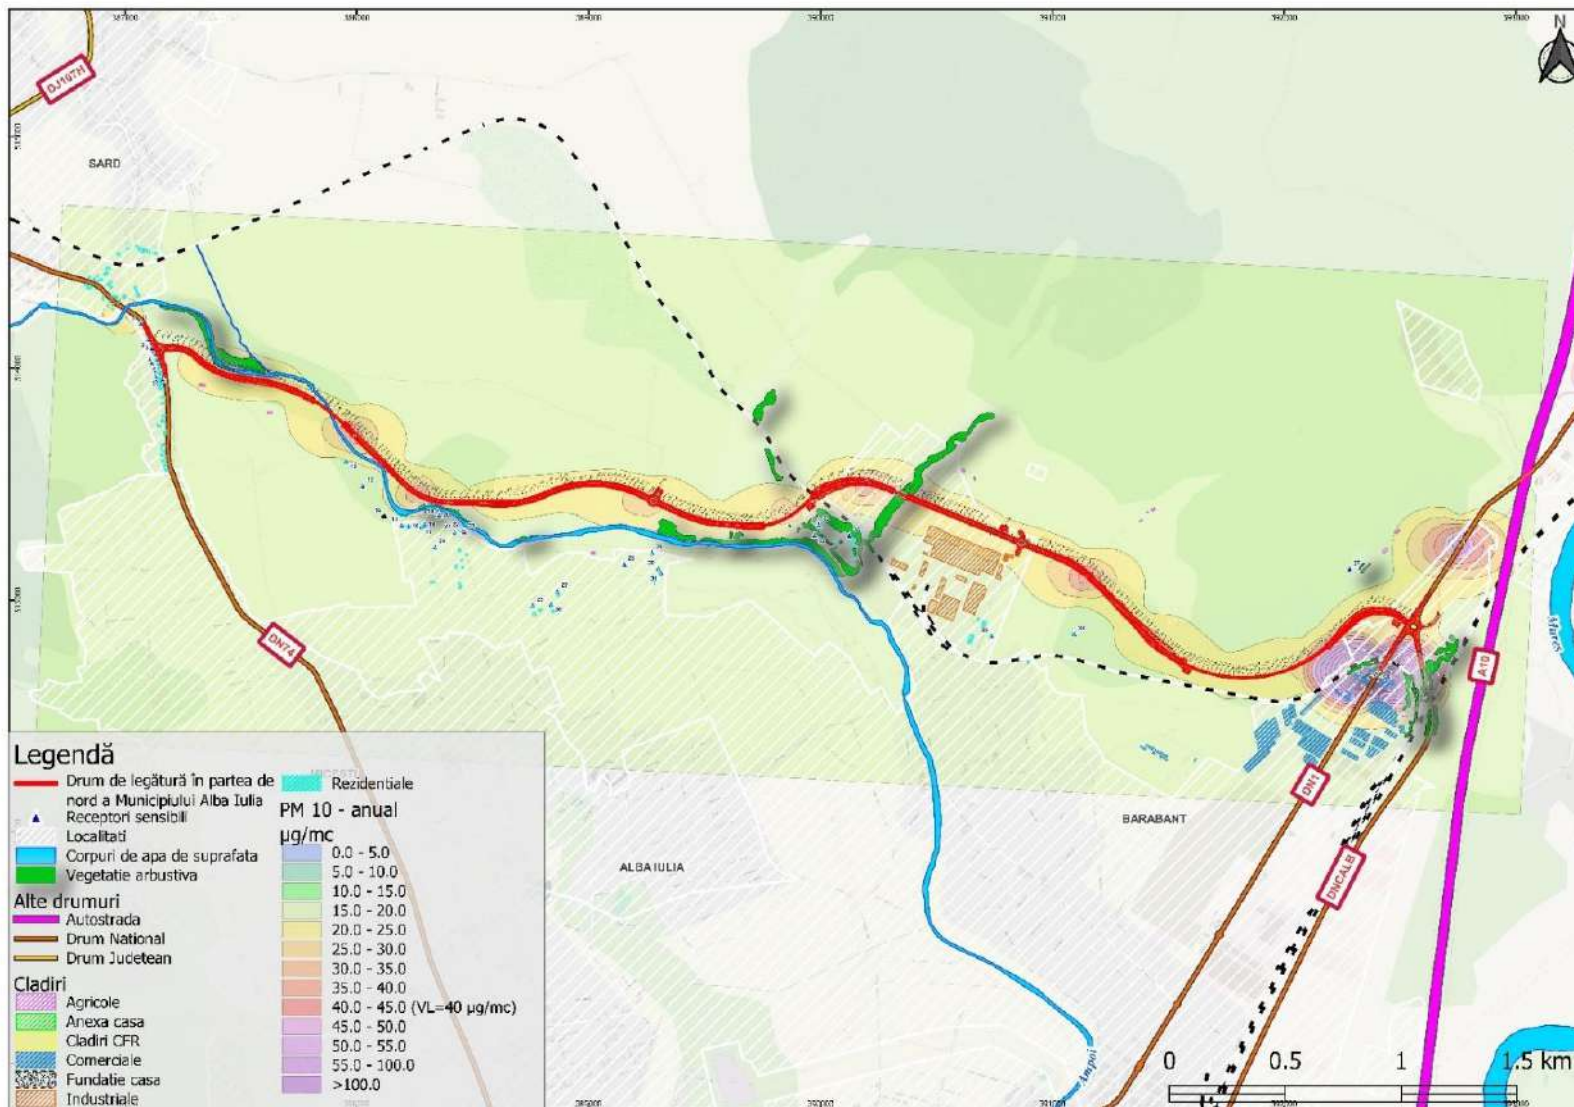 387000
390000
391000
N
DJ107H
SARD
Mures
DN74
A10
DN1
BARABANT
ALBA IULIA
DNCALB
Ampoi
Legendă
Drum de legătură în partea de
nord a Municipiului Alba Iulia
Receptori sensibili
Localitati
Corpuri de apa de suprafata
Vegetatie arbustiva
Alte drumuri
Autostrada
Drum National
Drum Judetean
Cladiri
Agricole
Anexa casa
Cladiri CFR
Comerciale
Fundatie casa
Industriale
Rezidentiale
PM 10 - anual
µg/mc
0.0 - 5.0
5.0 - 10.0
10.0 - 15.0
15.0 - 20.0
20.0 - 25.0
25.0 - 30.0
30.0 - 35.0
35.0 - 40.0
40.0 - 45.0 (VL=40 µg/mc)
45.0 - 50.0
50.0 - 55.0
55.0 - 100.0
>100.0
0 0.5 1 1.5 km